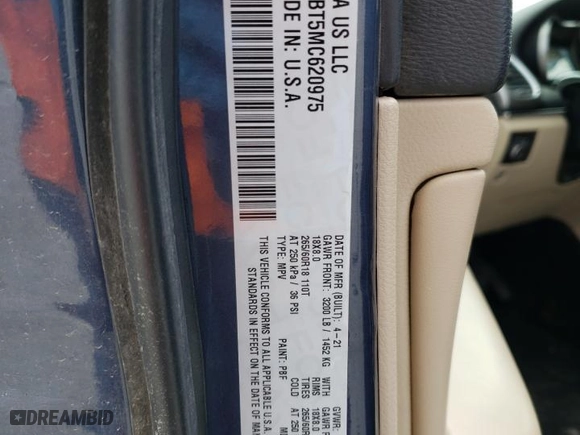 A US LLC
BT5MC620975
MADE IN: U.S.A.
DATE OF MFR (BUILT): 4-21 GVWR:
GAWR FRONT: 3200 LB / 1452 KG WITH GAWR
18X8.0 RIMS 18X8.0
265/60R18 110T TIRES 265/60R
AT 250 kPa / 36 PSI COLD AT 250
THIS VEHICLE CONFORMS TO ALL APPLICABLE U.S.A.
STANDARDS IN EFFECT ON THE DATE OF MA
TYPE: MPV PAINT: PBF
DREAMBID